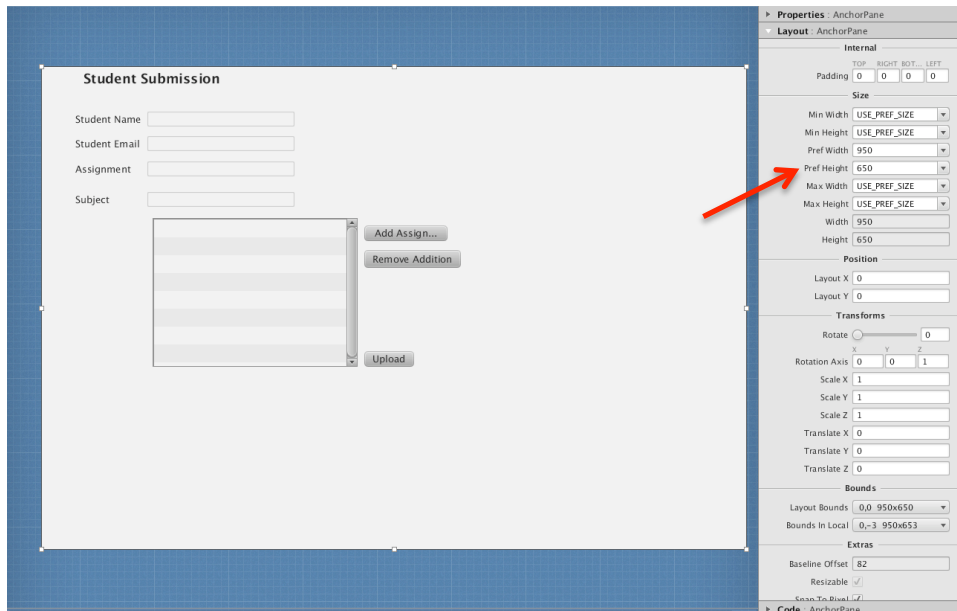 Student Submission
Student Name
Student Email
Assignment
Subject
Add Assign...
Remove Addition
Upload
Properties : AnchorPane
Layout : AnchorPane
Internal
TOP RIGHT BOT... LEFT
Padding 0 0 0 0
Size
Min Width USE_PREF_SIZE
Min Height USE_PREF_SIZE
Pref Width 950
Pref Height 650
Max Width USE_PREF_SIZE
Max Height USE_PREF_SIZE
Width 950
Height 650
Position
Layout X 0
Layout Y 0
Transforms
Rotate 0
X Y Z
Rotation Axis 0 0 1
Scale X 1
Scale Y 1
Scale Z 1
Translate X 0
Translate Y 0
Translate Z 0
Bounds
Layout Bounds 0,0 950x650
Bounds In Local 0,-3 950x653
Extras
Baseline Offset 82
Resizable
Snap To Pixel
Code : AnchorPane